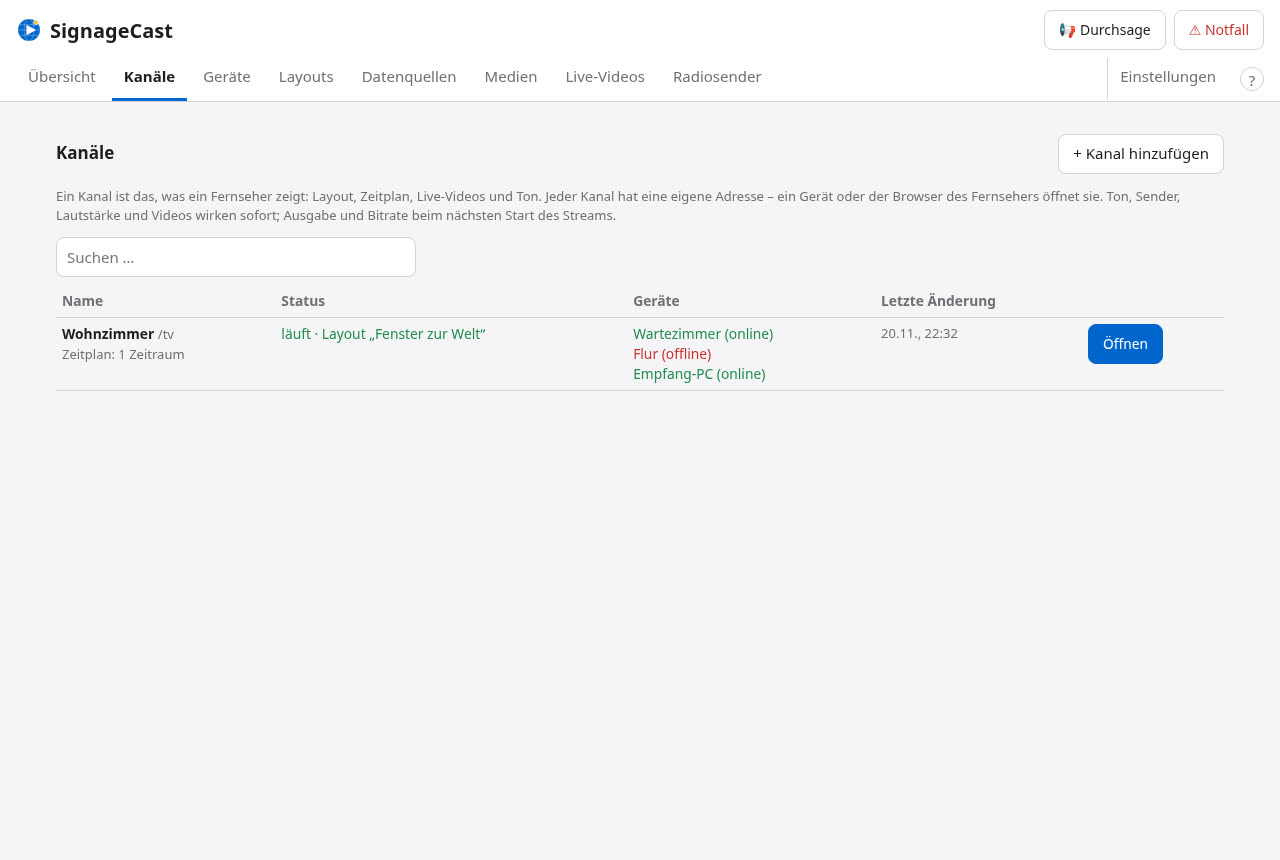 SignageCast
📢 Durchsage
⚠ Notfall
Übersicht Kanäle Geräte Layouts Datenquellen Medien Live-Videos Radiosender Einstellungen ?
Kanäle
+ Kanal hinzufügen
Ein Kanal ist das, was ein Fernseher zeigt: Layout, Zeitplan, Live-Videos und Ton. Jeder Kanal hat eine eigene Adresse – ein Gerät oder der Browser des Fernsehers öffnet sie. Ton, Sender,
Lautstärke und Videos wirken sofort; Ausgabe und Bitrate beim nächsten Start des Streams.
Suchen …
Name Status Geräte Letzte Änderung
Wohnzimmer /tv läuft · Layout „Fenster zur Welt“ Wartezimmer (online) 20.11., 22:32 Öffnen
Zeitplan: 1 Zeitraum Flur (offline)
Empfang-PC (online)